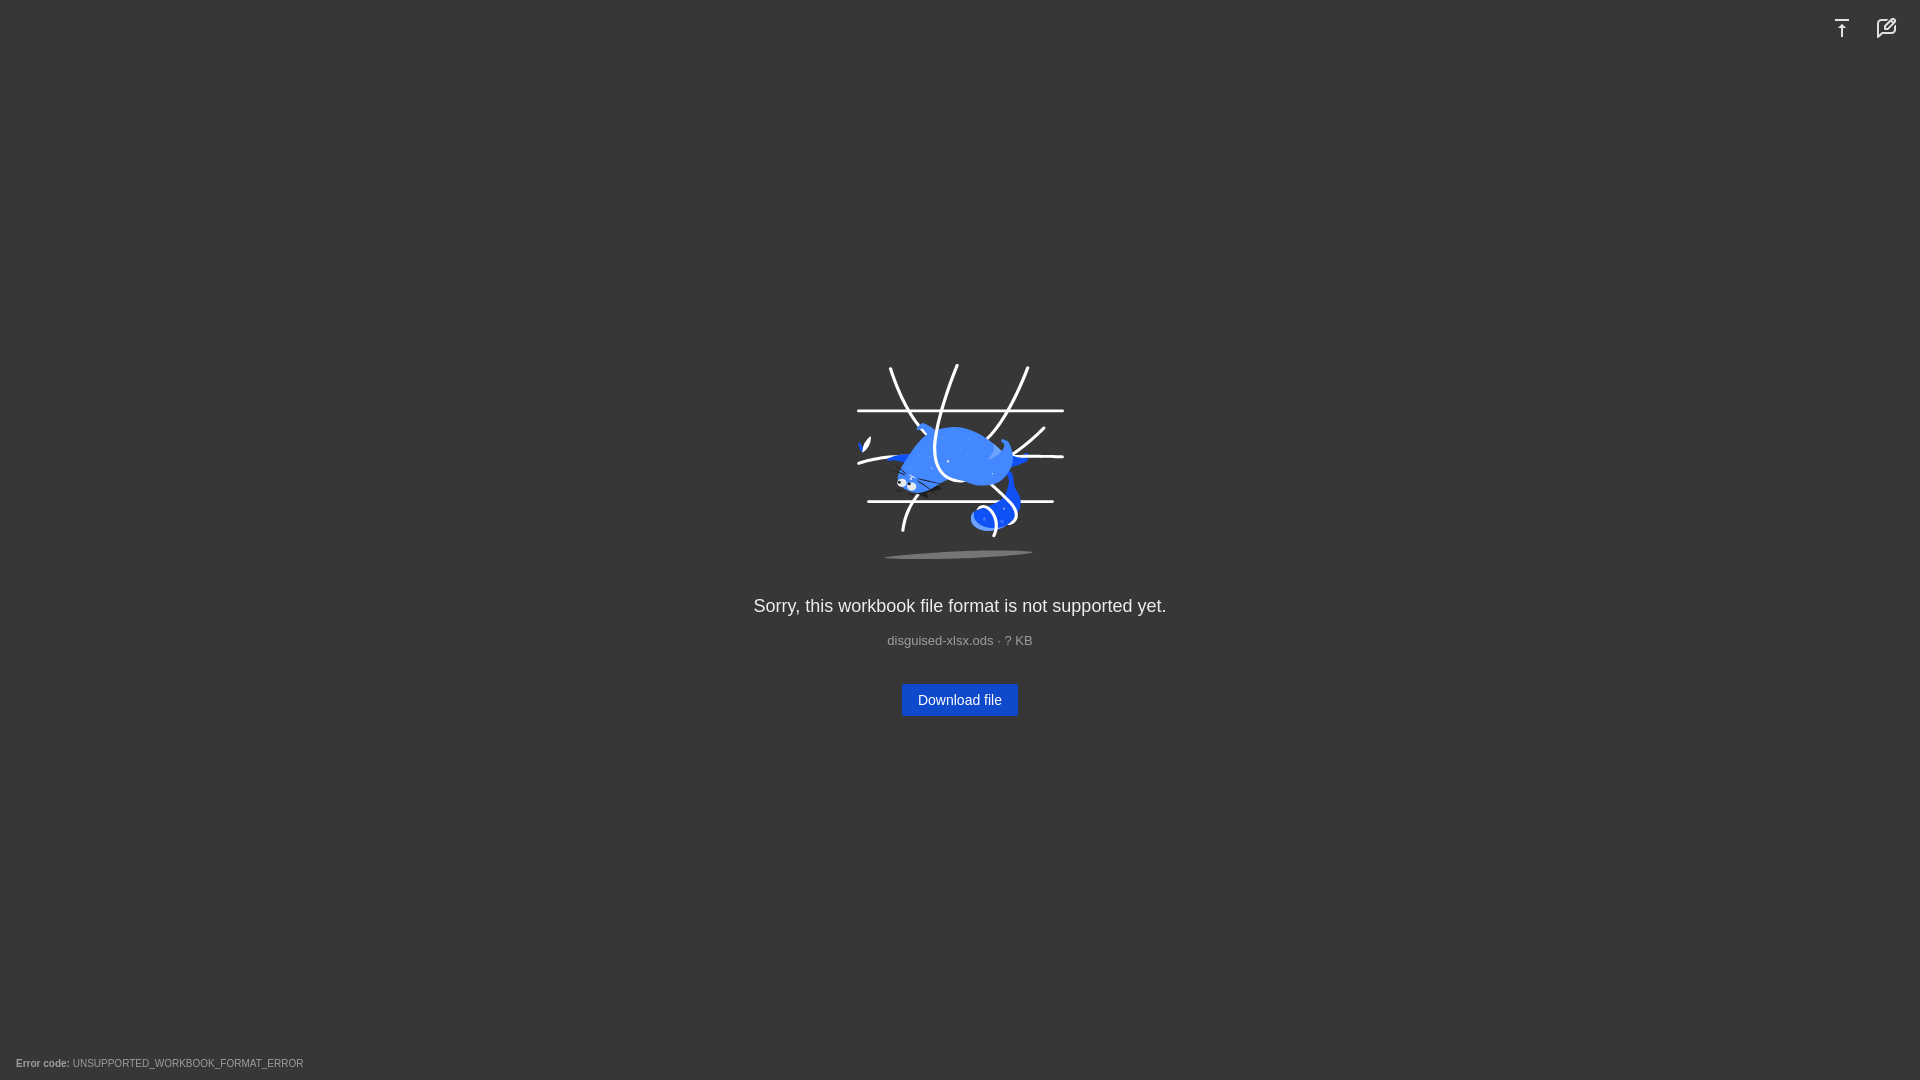 Sorry, this workbook file format is not supported yet.
disguised-xlsx.ods · ? KB
Download file
Error code: UNSUPPORTED_WORKBOOK_FORMAT_ERROR